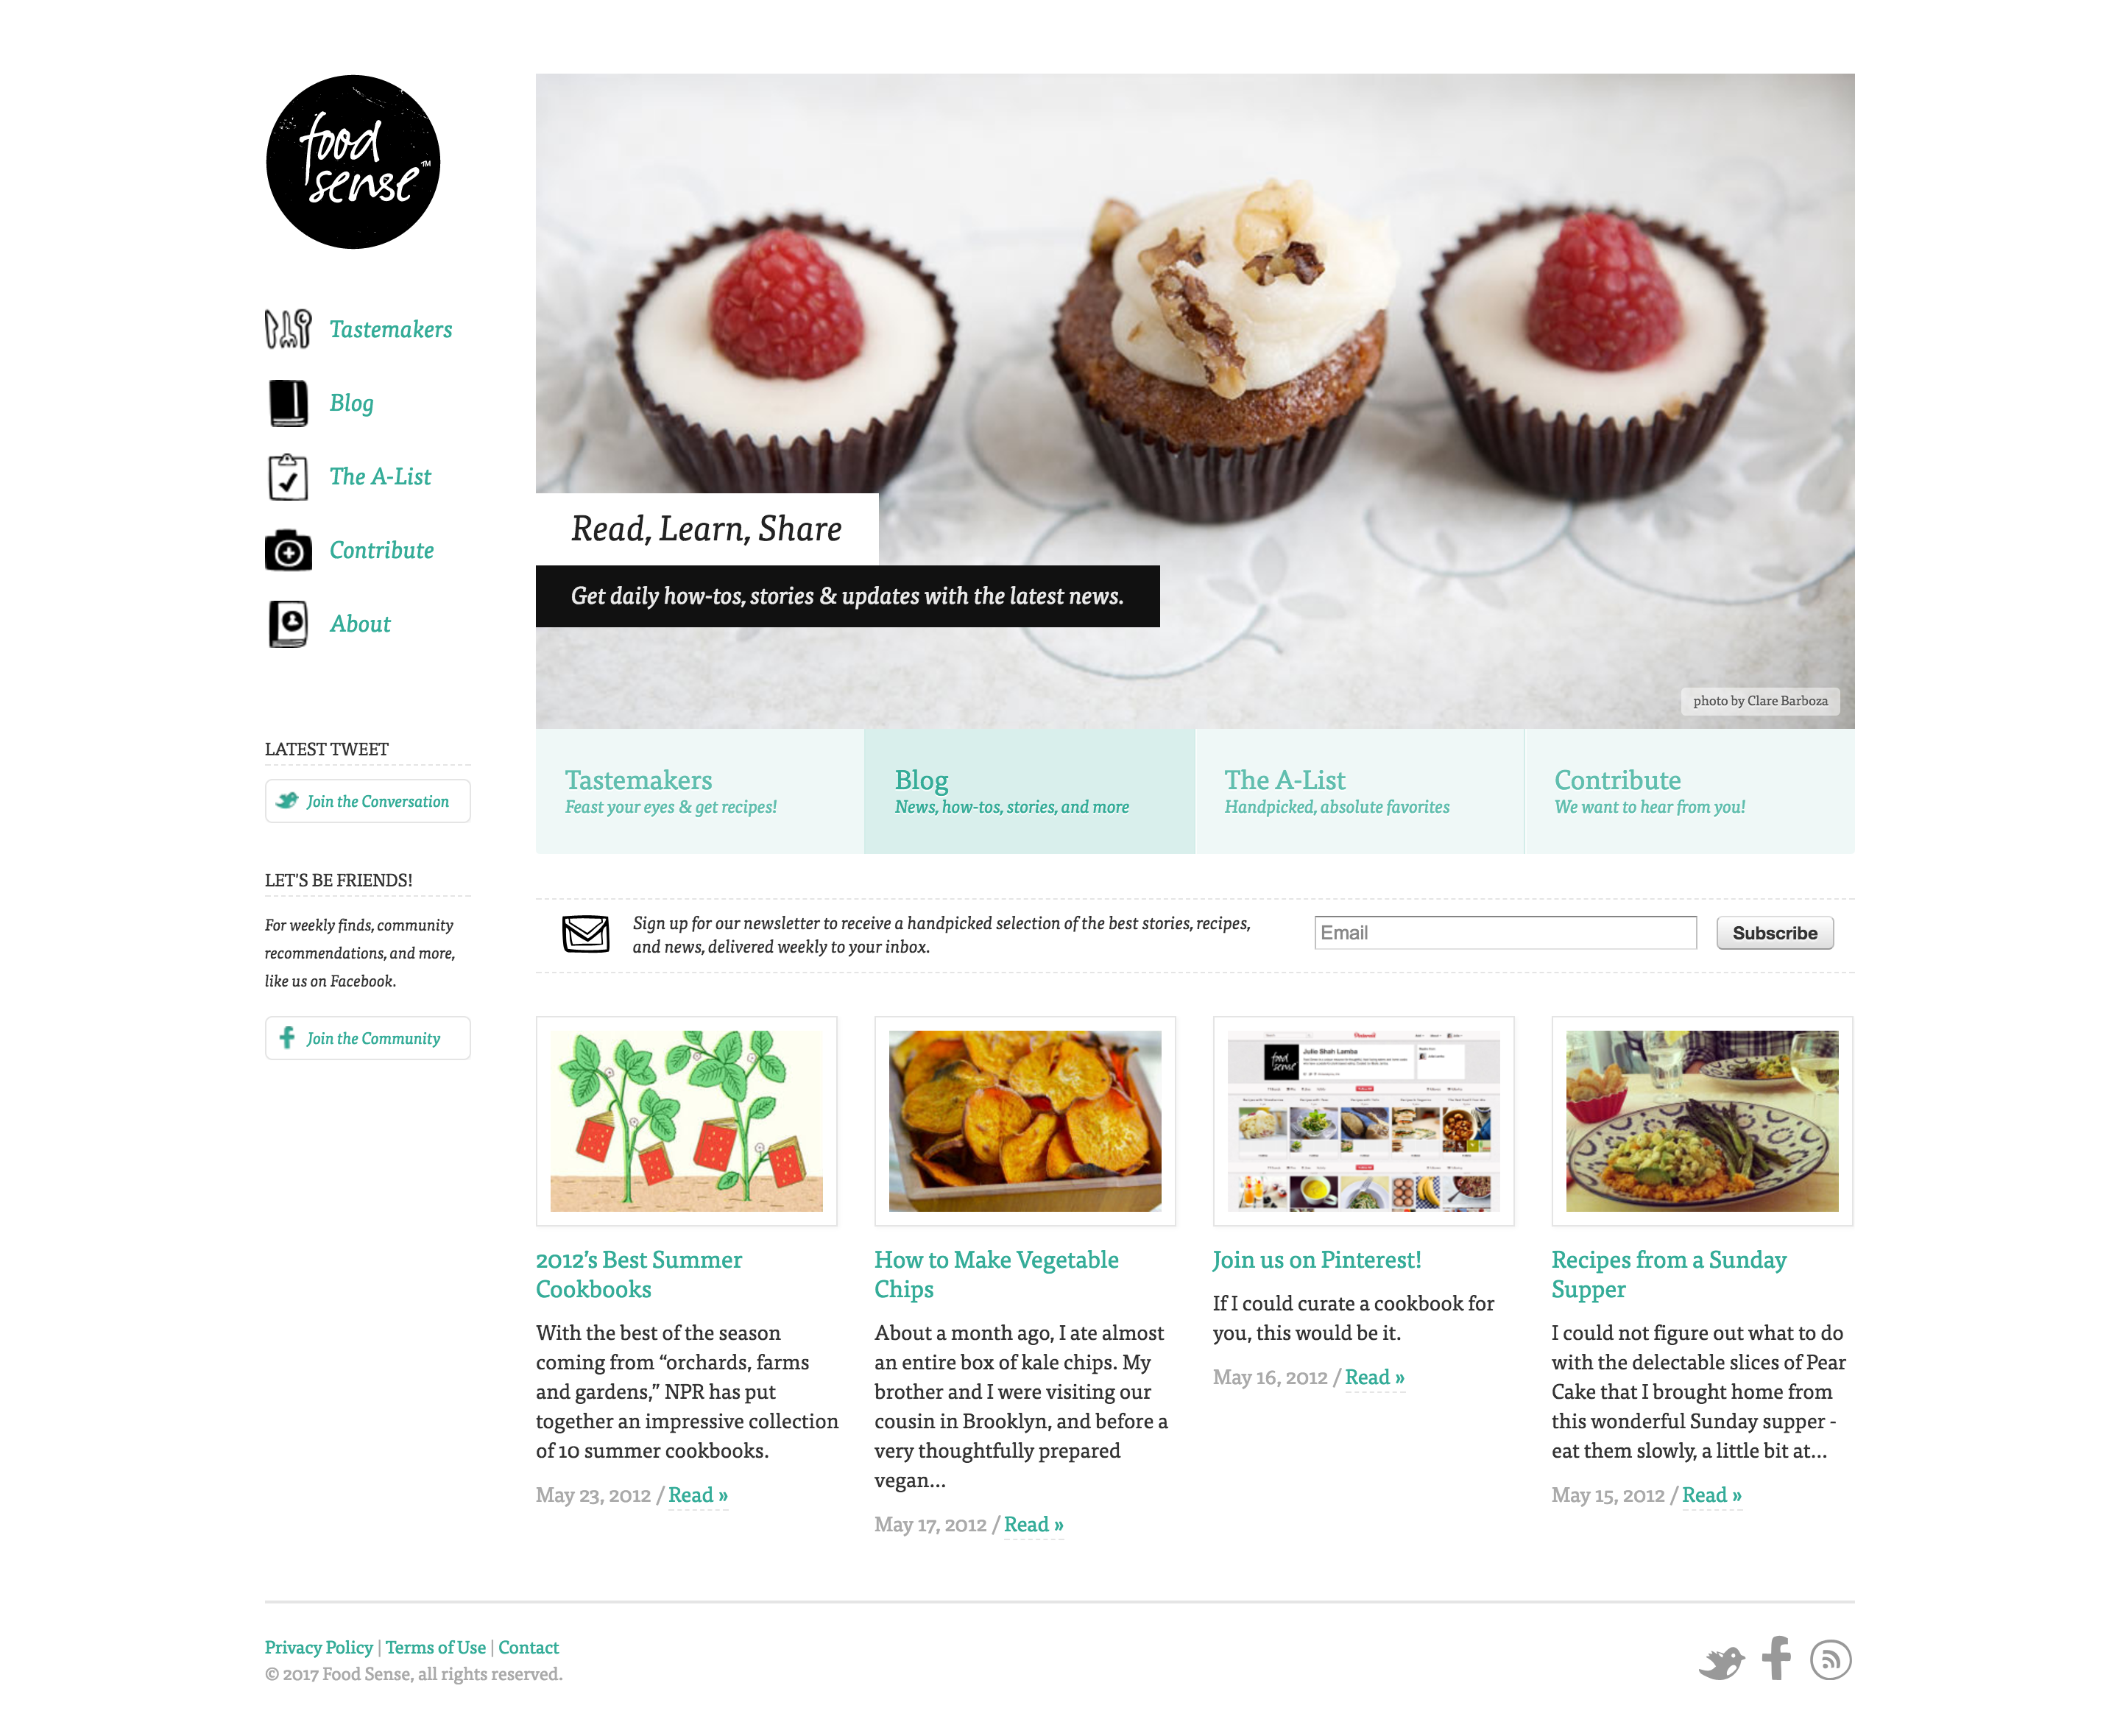 food
sense™
Tastemakers
Blog
The A-List
Contribute
About
LATEST TWEET
Join the Conversation
LET'S BE FRIENDS!
For weekly finds, community
recommendations, and more,
like us on Facebook.
Join the Community
Read, Learn, Share
Get daily how-tos, stories & updates with the latest news.
photo by Clare Barboza
Tastemakers
Feast your eyes & get recipes!
Blog
News, how-tos, stories, and more
The A-List
Handpicked, absolute favorites
Contribute
We want to hear from you!
Sign up for our newsletter to receive a handpicked selection of the best stories, recipes,
and news, delivered weekly to your inbox.
Email
Subscribe
2012’s Best Summer
Cookbooks
With the best of the season
coming from “orchards, farms
and gardens,” NPR has put
together an impressive collection
of 10 summer cookbooks.
May 23, 2012 / Read »
How to Make Vegetable
Chips
About a month ago, I ate almost
an entire box of kale chips. My
brother and I were visiting our
cousin in Brooklyn, and before a
very thoughtfully prepared
vegan...
May 17, 2012 / Read »
Pinterest
food
sense
Julie Shah Lamba
Join us on Pinterest!
If I could curate a cookbook for
you, this would be it.
May 16, 2012 / Read »
Recipes from a Sunday
Supper
I could not figure out what to do
with the delectable slices of Pear
Cake that I brought home from
this wonderful Sunday supper -
eat them slowly, a little bit at...
May 15, 2012 / Read »
Privacy Policy | Terms of Use | Contact
© 2017 Food Sense, all rights reserved.